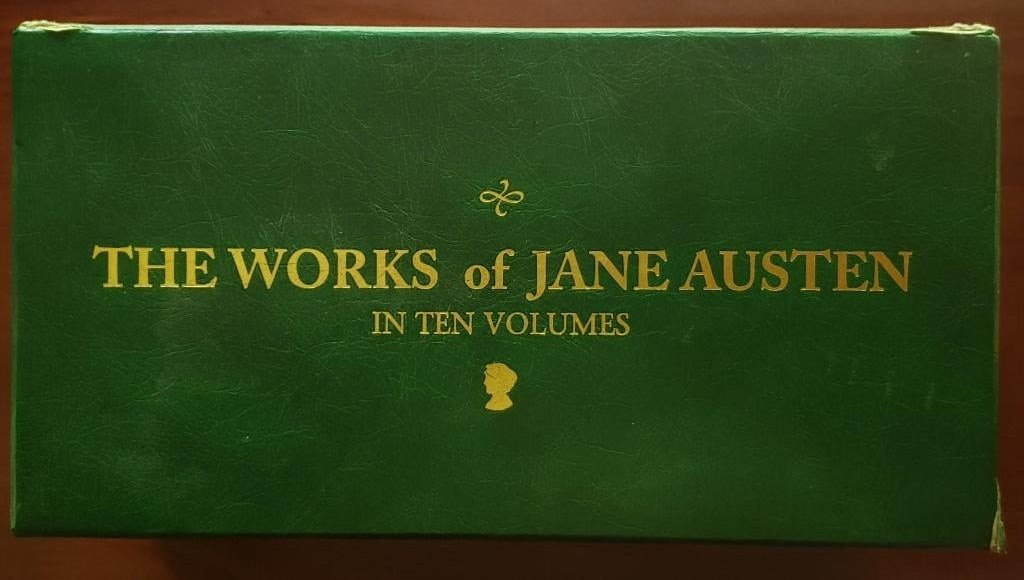 THE WORKS of JANE AUSTEN
IN TEN VOLUMES